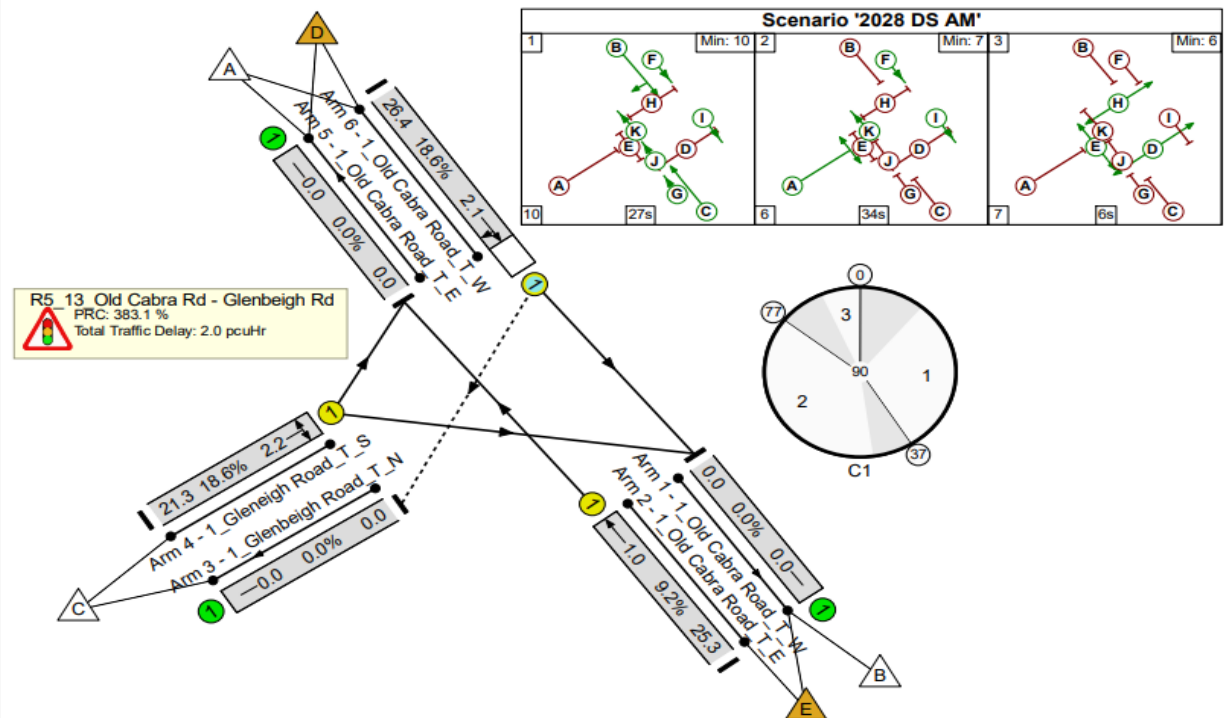 Scenario '2028 DS AM'
1
Min: 10
2
Min: 7
3
Min: 6
B
F
H
I
K
E
D
J
A
G
C
10
27s
B
F
H
I
K
E
D
J
A
G
C
6
34s
B
F
H
I
K
E
D
J
A
G
C
7
6s
D
A
Arm 6 - 1_Old Cabra Road_T_W
26.4 18.6% 2.1
1
Arm 5 - 1_Old Cabra Road_T_E
0.0 0.0% 0.0
1
R5_13_Old Cabra Rd - Glenbeigh Rd
PRC: 383.1 %
Total Traffic Delay: 2.0 pcuHr
0
77
3
90
1
2
37
C1
1
21.3 18.6% 2.2
Arm 4 - 1_Gleneigh Road_T_S
Arm 3 - 1_Glenbeigh Road_T_N
0.0 0.0% 0.0
1
C
1
Arm 1 - 1_Old Cabra Road_T_W
0.0 0.0% 0.0
1
Arm 2 - 1_Old Cabra Road_T_E
1.0 9.2% 25.3
B
E